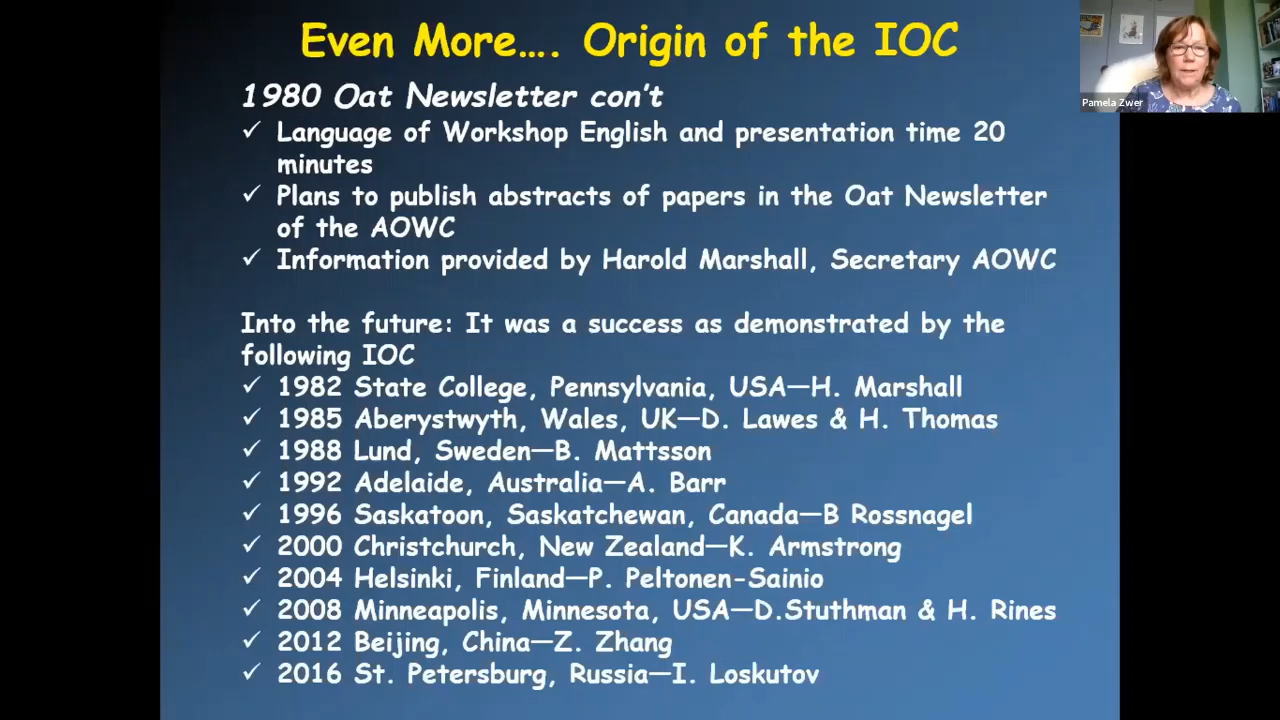 Even More.... Origin of the IOC
Pamela Zwer
1980 Oat Newsletter con't
✓ Language of Workshop English and presentation time 20
minutes
✓ Plans to publish abstracts of papers in the Oat Newsletter
of the AOWC
✓ Information provided by Harold Marshall, Secretary AOWC
Into the future: It was a success as demonstrated by the
following IOC
✓ 1982 State College, Pennsylvania, USA—H. Marshall
✓ 1985 Aberystwyth, Wales, UK—D. Lawes & H. Thomas
✓ 1988 Lund, Sweden—B. Mattsson
✓ 1992 Adelaide, Australia—A. Barr
✓ 1996 Saskatoon, Saskatchewan, Canada—B Rossnagel
✓ 2000 Christchurch, New Zealand—K. Armstrong
✓ 2004 Helsinki, Finland—P. Peltonen-Sainio
✓ 2008 Minneapolis, Minnesota, USA—D.Stuthman & H. Rines
✓ 2012 Beijing, China—Z. Zhang
✓ 2016 St. Petersburg, Russia—I. Loskutov